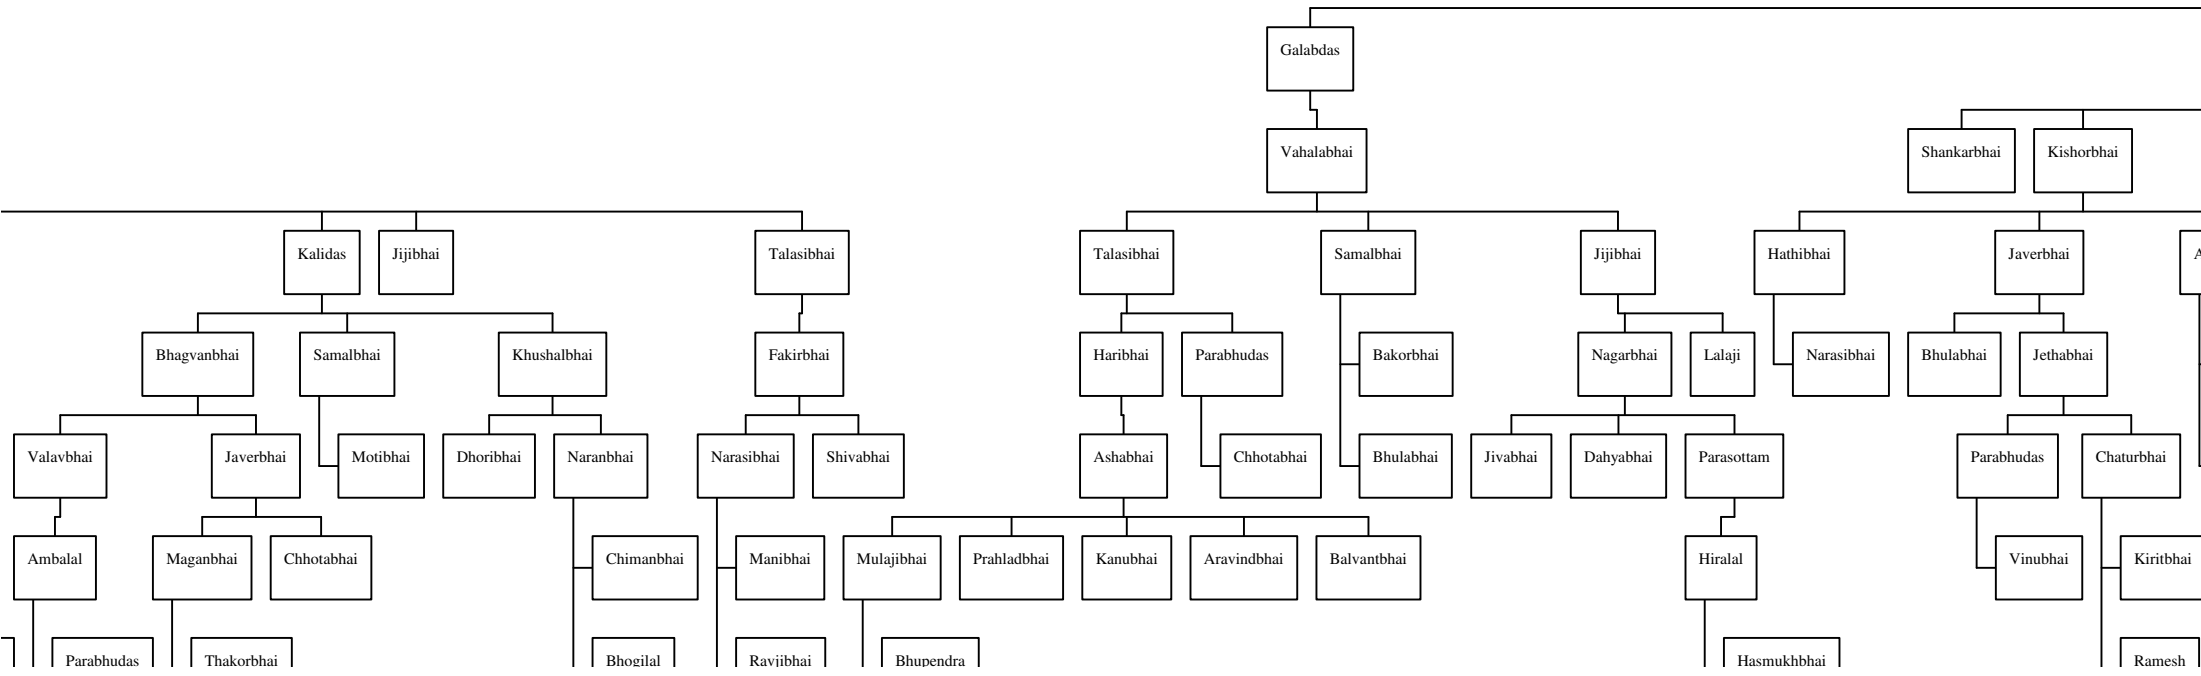 Galabdas
Vahalabhai
Shankarbhai
Kishorbhai
Kalidas
Jijibhai
Talasibhai
Talasibhai
Samalbhai
Jijibhai
Hathibhai
Javerbhai
A
Bhagvanbhai
Samalbhai
Khushalbhai
Fakirbhai
Haribhai
Parabhudas
Bakorbhai
Nagarbhai
Lalaji
Narasibhai
Bhulabhai
Jethabhai
Valavbhai
Javerbhai
Motibhai
Dhoribhai
Naranbhai
Narasibhai
Shivabhai
Ashabhai
Chhotabhai
Bhulabhai
Jivabhai
Dahyabhai
Parasottam
Parabhudas
Chaturbhai
Ambalal
Maganbhai
Chhotabhai
Chimanbhai
Manibhai
Mulajibhai
Prahladbhai
Kanubhai
Aravindbhai
Balvantbhai
Hiralal
Vinubhai
Kiritbhai
Parabhudas
Thakorbhai
Bhogilal
Ravjibhai
Bhupendra
Hasmukhbhai
Ramesh